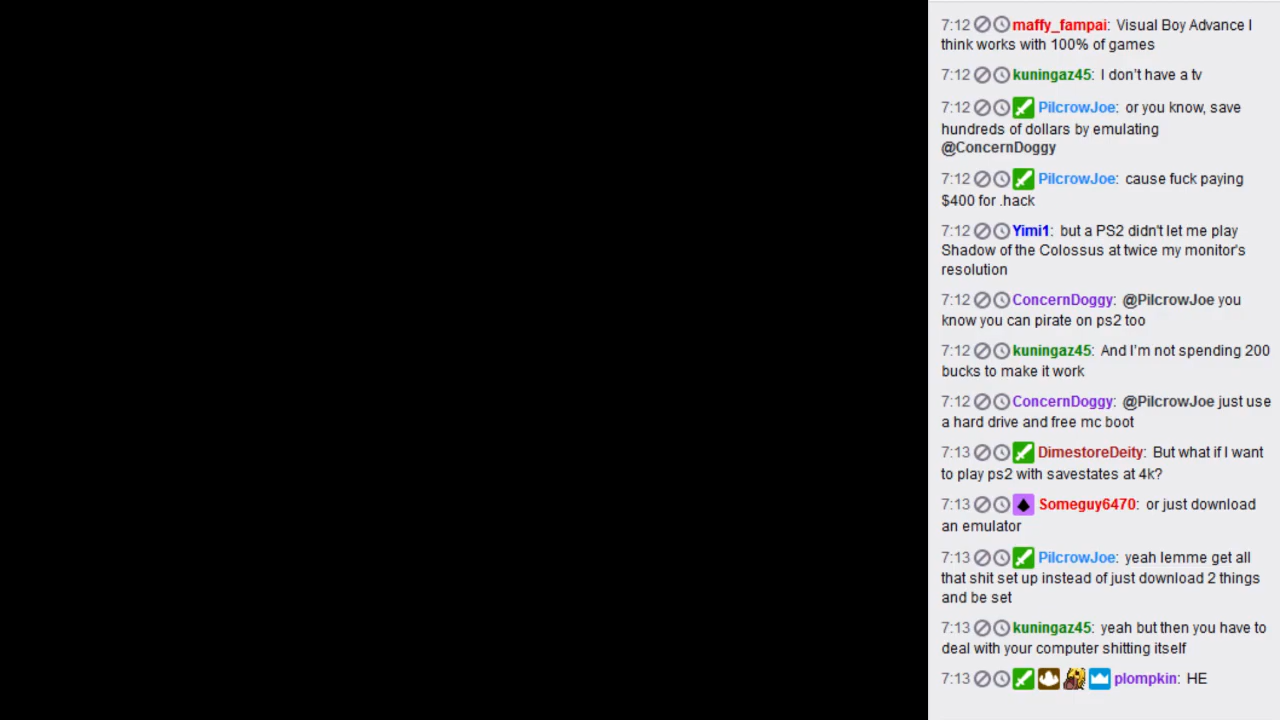 7:12 maffy_fampai: Visual Boy Advance I
think works with 100% of games
7:12 kuningaz45: I don't have a tv
7:12 PilcrowJoe: or you know, save
hundreds of dollars by emulating
@ConcernDoggy
7:12 PilcrowJoe: cause fuck paying
$400 for .hack
7:12 Yimi1: but a PS2 didn't let me play
Shadow of the Colossus at twice my monitor's
resolution
7:12 ConcernDoggy: @PilcrowJoe you
know you can pirate on ps2 too
7:12 kuningaz45: And I'm not spending 200
bucks to make it work
7:12 ConcernDoggy: @PilcrowJoe just use
a hard drive and free mc boot
7:13 DimestoreDeity: But what if I want
to play ps2 with savestates at 4k?
7:13 Someguy6470: or just download
an emulator
7:13 PilcrowJoe: yeah lemme get all
that shit set up instead of just download 2 things
and be set
7:13 kuningaz45: yeah but then you have to
deal with your computer shitting itself
7:13 plompkin: HE